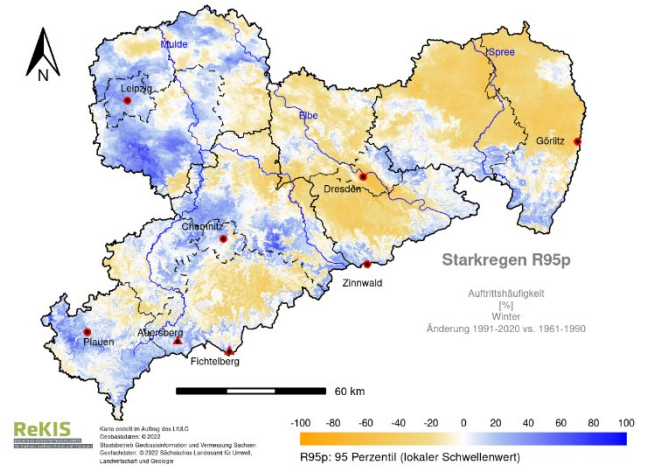 Mulde
Spree
Leipzig
Elbe
Görlitz
Dresden
Chemnitz
Starkregen R95p
Zinnwald
Auftrittshäufigkeit
[%]
Winter
Änderung 1991-2020 vs. 1961-1990
Auersberg
Plauen
Fichtelberg
N
60 km
ReKIS
Karte erstellt im Auftrag des LfULG
Geobasisdaten: © 2022
Staatsbetrieb Geobasisinformation und Vermessung Sachsen
Geofachdaten: © 2022 Sächsisches Landesamt für Umwelt,
Landwirtschaft und Geologie
-100 -80 -60 -40 -20 0 20 40 60 80 100
R95p: 95 Perzentil (lokaler Schwellenwert)